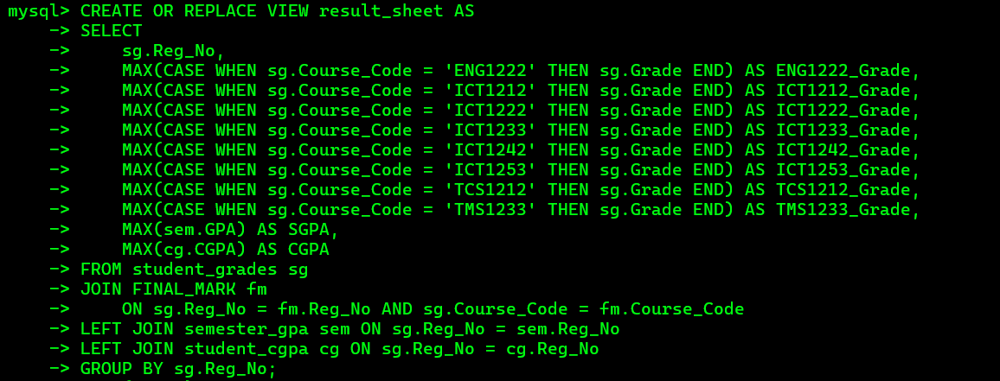 mysql> CREATE OR REPLACE VIEW result_sheet AS
    -> SELECT
    ->     sg.Reg_No,
    ->     MAX(CASE WHEN sg.Course_Code = 'ENG1222' THEN sg.Grade END) AS ENG1222_Grade,
    ->     MAX(CASE WHEN sg.Course_Code = 'ICT1212' THEN sg.Grade END) AS ICT1212_Grade,
    ->     MAX(CASE WHEN sg.Course_Code = 'ICT1222' THEN sg.Grade END) AS ICT1222_Grade,
    ->     MAX(CASE WHEN sg.Course_Code = 'ICT1233' THEN sg.Grade END) AS ICT1233_Grade,
    ->     MAX(CASE WHEN sg.Course_Code = 'ICT1242' THEN sg.Grade END) AS ICT1242_Grade,
    ->     MAX(CASE WHEN sg.Course_Code = 'ICT1253' THEN sg.Grade END) AS ICT1253_Grade,
    ->     MAX(CASE WHEN sg.Course_Code = 'TCS1212' THEN sg.Grade END) AS TCS1212_Grade,
    ->     MAX(CASE WHEN sg.Course_Code = 'TMS1233' THEN sg.Grade END) AS TMS1233_Grade,
    ->     MAX(sem.GPA) AS SGPA,
    ->     MAX(cg.CGPA) AS CGPA
    -> FROM student_grades sg
    -> JOIN FINAL_MARK fm
    ->     ON sg.Reg_No = fm.Reg_No AND sg.Course_Code = fm.Course_Code
    -> LEFT JOIN semester_gpa sem ON sg.Reg_No = sem.Reg_No
    -> LEFT JOIN student_cgpa cg ON sg.Reg_No = cg.Reg_No
    -> GROUP BY sg.Reg_No;